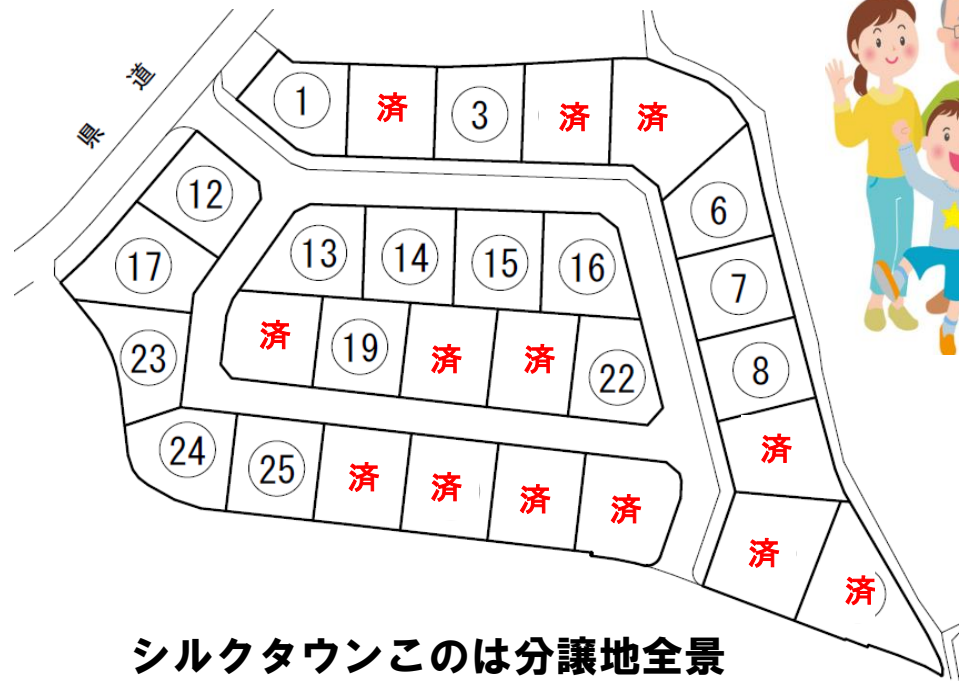 県道
1 済 3 済 済
12 6
17 13 14 15 16 7
23 済 19 済 済 22 8
24 25 済 済 済 済 済
済 済
シルクタウンこのは分譲地全景